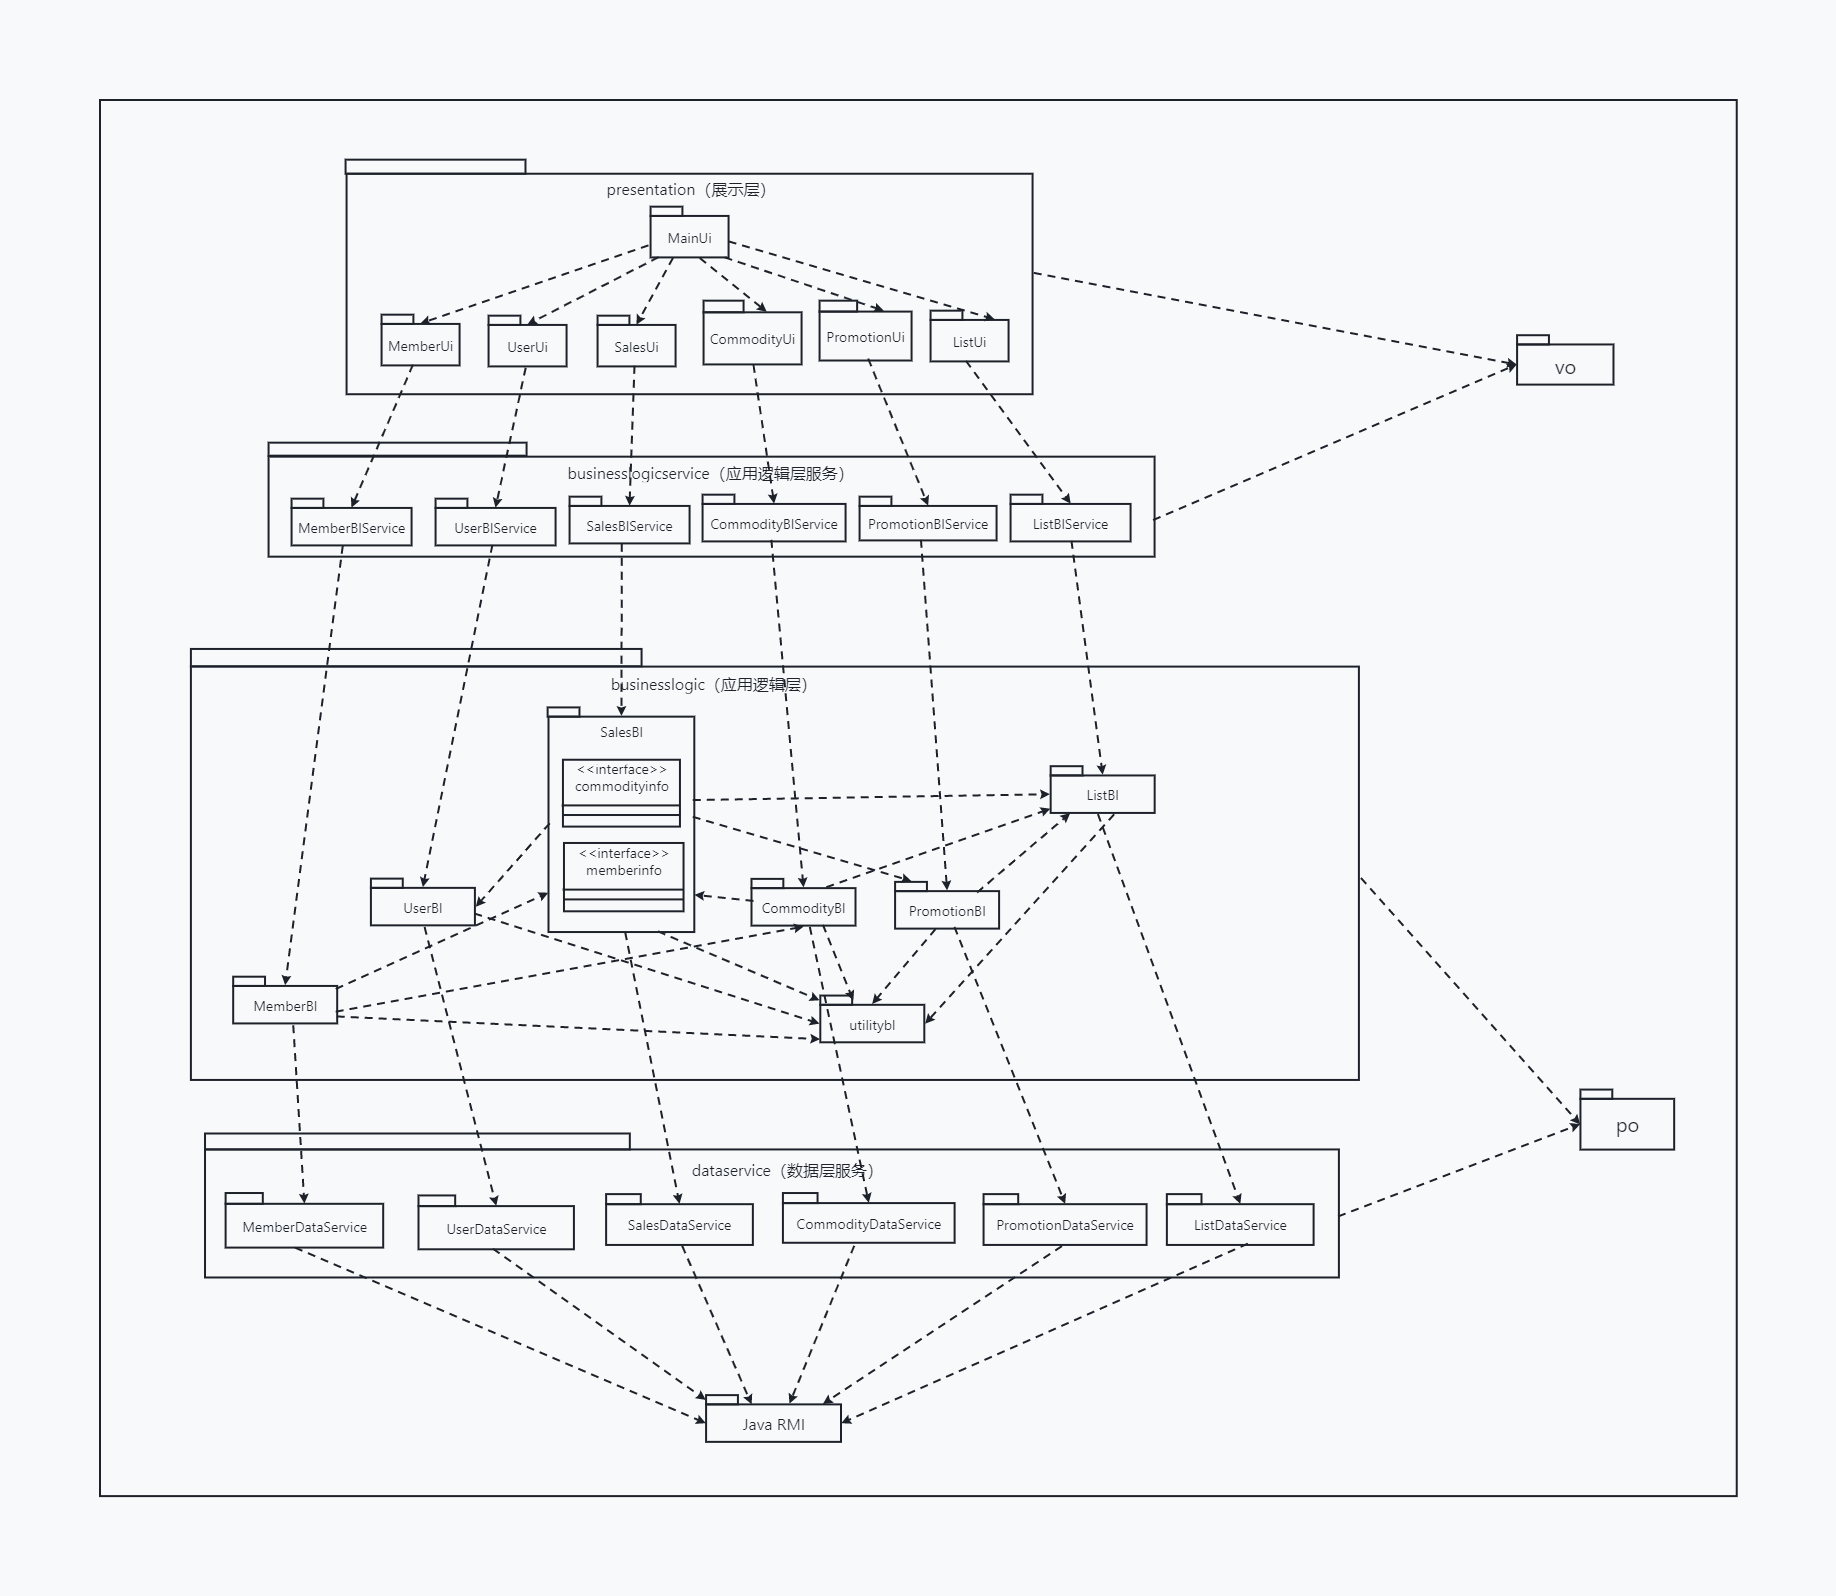 presentation（展示层）
MainUi
MemberUi
UserUi
SalesUi
CommodityUi
PromotionUi
ListUi
vo
businesslogicservice（应用逻辑层服务）
MemberBlService
UserBlService
SalesBlService
CommodityBlService
PromotionBlService
ListBlService
businesslogic（应用逻辑层）
SalesBl
<<interface>>
commodityinfo
<<interface>>
memberinfo
ListBl
UserBl
CommodityBl
PromotionBl
MemberBl
utilitybl
po
dataservice（数据层服务）
MemberDataService
UserDataService
SalesDataService
CommodityDataService
PromotionDataService
ListDataService
Java RMI